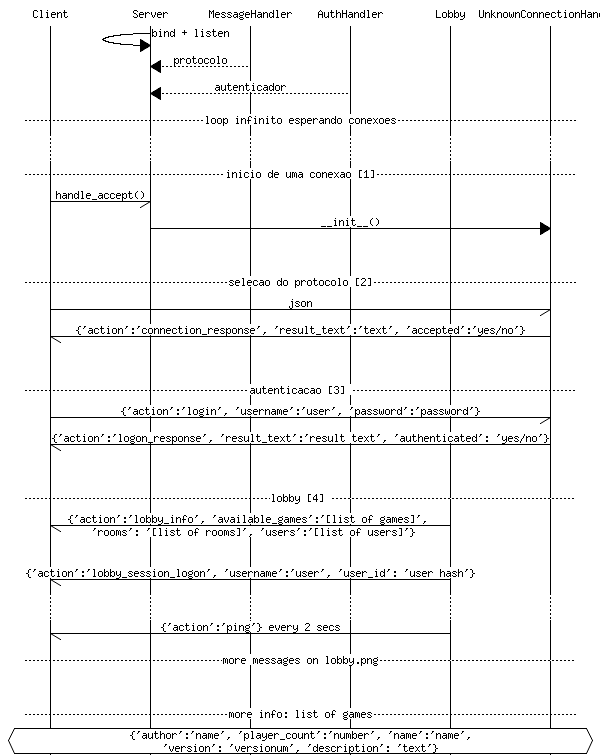 Client Server MessageHandler AuthHandler Lobby UnknownConnectionHan
bind + listen
protocolo
autenticador
loop infinito esperando conexoes
inicio de uma conexao [1]
handle_accept()
__init__()
selecao do protocolo [2]
json
{'action':'connection_response', 'result_text':'text', 'accepted':'yes/no'}
autenticacao [3]
{'action':'login', 'username':'user', 'password':'password'}
{'action':'logon_response', 'result_text':'result text', 'authenticated': 'yes/no'}
lobby [4]
{'action':'lobby_info', 'available_games':'[list of games]',
'rooms': '[list of rooms]', 'users':'[list of users]'}
{'action':'lobby_session_logon', 'username':'user', 'user_id': 'user hash'}
{'action':'ping'} every 2 secs
more messages on lobby.png
more info: list of games
{'author':'name', 'player_count':'number', 'name':'name',
'version': 'versionum', 'description': 'text'}